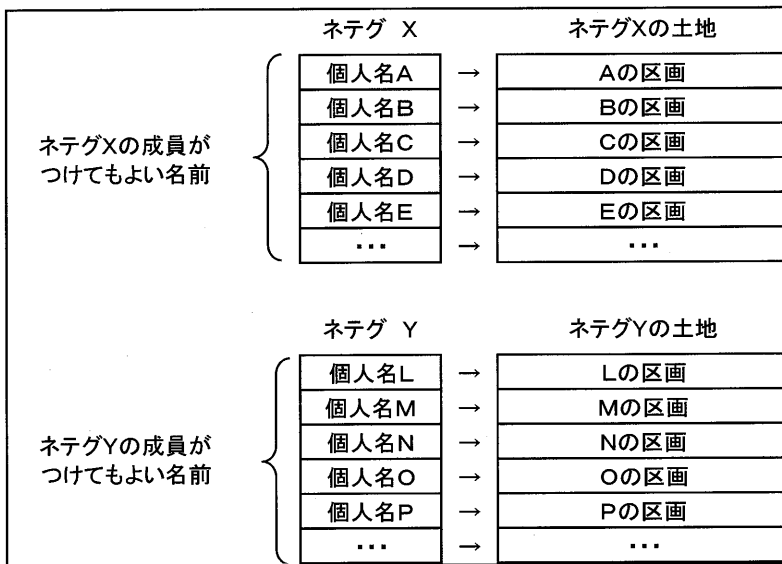 ネテグ X ネテグXの土地
個人名A → Aの区画
個人名B → Bの区画
ネテグXの成員が
つけてもよい名前
個人名C → Cの区画
個人名D → Dの区画
個人名E → Eの区画
・・・ → ・・・
ネテグ Y ネテグYの土地
個人名L → Lの区画
個人名M → Mの区画
ネテグYの成員が
つけてもよい名前
個人名N → Nの区画
個人名O → Oの区画
個人名P → Pの区画
・・・ → ・・・